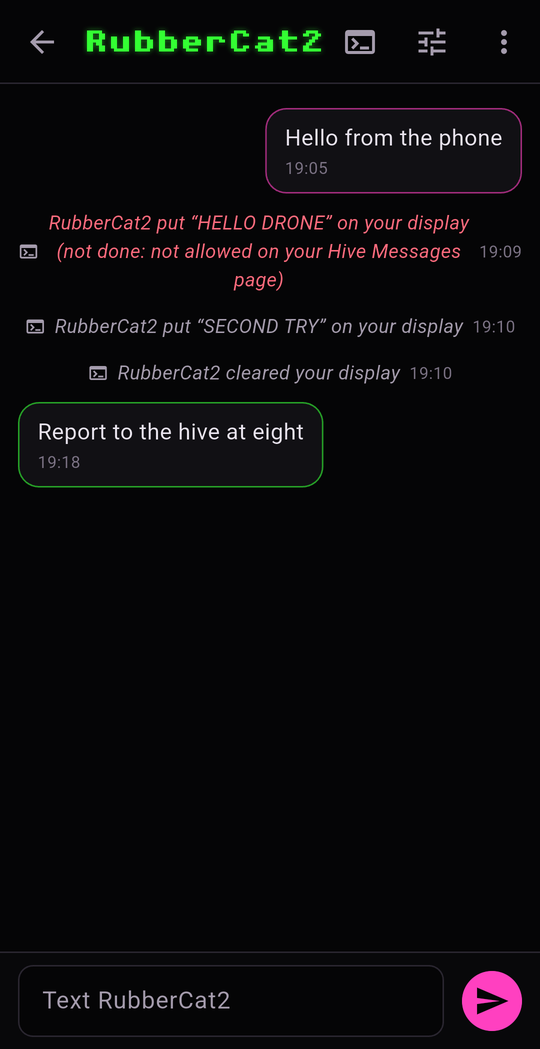 RubberCat2
Hello from the phone
19:05
RubberCat2 put “HELLO DRONE” on your display
(not done: not allowed on your Hive Messages
page)
19:09
RubberCat2 put “SECOND TRY” on your display 19:10
RubberCat2 cleared your display 19:10
Report to the hive at eight
19:18
Text RubberCat2